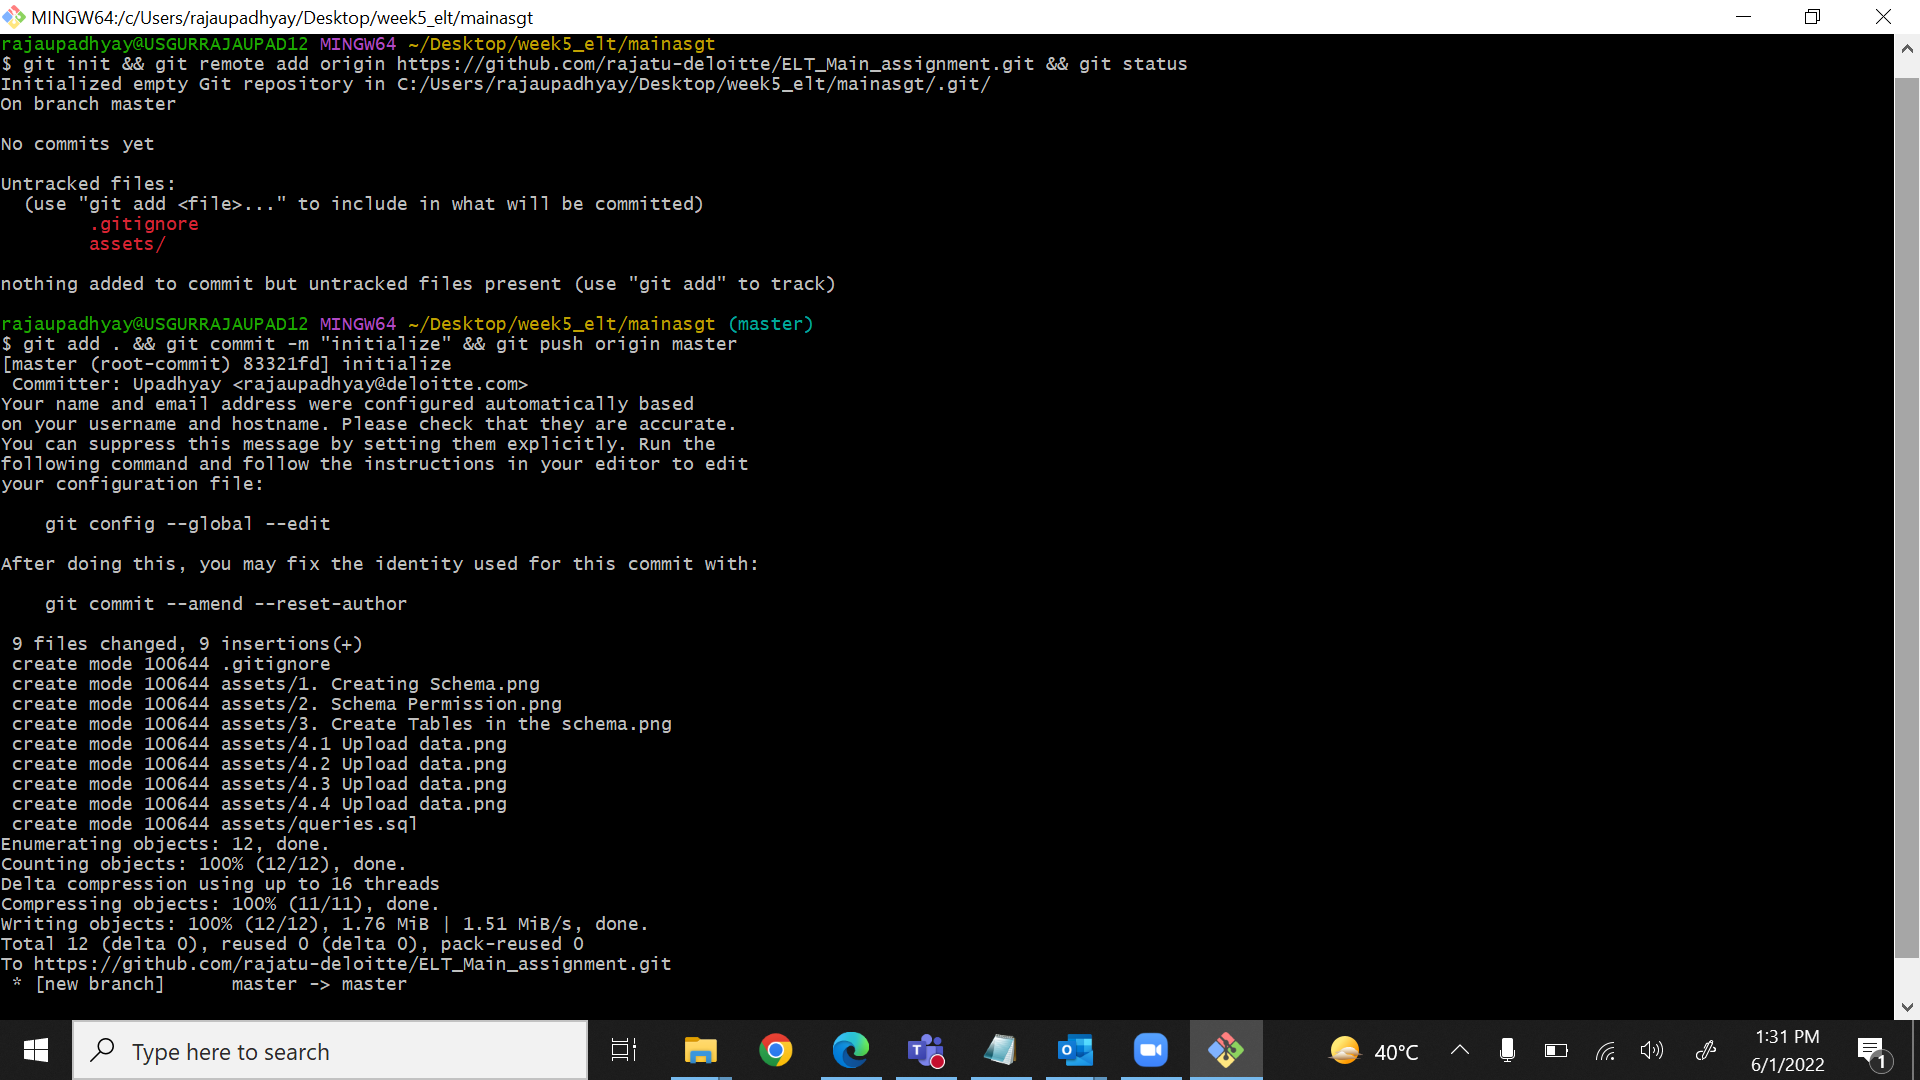 MINGW64:/c/Users/rajaupadhyay/Desktop/week5_elt/mainasgt
rajaupadhyay@USGURRAJAUPAD12 MINGW64 ~/Desktop/week5_elt/mainasgt
$ git init && git remote add origin https://github.com/rajatu-deloitte/ELT_Main_assignment.git && git status
Initialized empty Git repository in C:/Users/rajaupadhyay/Desktop/week5_elt/mainasgt/.git/
On branch master
No commits yet
Untracked files:
  (use "git add <file>..." to include in what will be committed)
        .gitignore
        assets/
nothing added to commit but untracked files present (use "git add" to track)
rajaupadhyay@USGURRAJAUPAD12 MINGW64 ~/Desktop/week5_elt/mainasgt (master)
$ git add . && git commit -m "initialize" && git push origin master
[master (root-commit) 83321fd] initialize
 Committer: Upadhyay <rajaupadhyay@deloitte.com>
Your name and email address were configured automatically based
on your username and hostname. Please check that they are accurate.
You can suppress this message by setting them explicitly. Run the
following command and follow the instructions in your editor to edit
your configuration file:
    git config --global --edit
After doing this, you may fix the identity used for this commit with:
    git commit --amend --reset-author
 9 files changed, 9 insertions(+)
 create mode 100644 .gitignore
 create mode 100644 assets/1. Creating Schema.png
 create mode 100644 assets/2. Schema Permission.png
 create mode 100644 assets/3. Create Tables in the schema.png
 create mode 100644 assets/4.1 Upload data.png
 create mode 100644 assets/4.2 Upload data.png
 create mode 100644 assets/4.3 Upload data.png
 create mode 100644 assets/4.4 Upload data.png
 create mode 100644 assets/queries.sql
Enumerating objects: 12, done.
Counting objects: 100% (12/12), done.
Delta compression using up to 16 threads
Compressing objects: 100% (11/11), done.
Writing objects: 100% (12/12), 1.76 MiB | 1.51 MiB/s, done.
Total 12 (delta 0), reused 0 (delta 0), pack-reused 0
To https://github.com/rajatu-deloitte/ELT_Main_assignment.git
 * [new branch]      master -> master
Type here to search
40°C
1:31 PM
6/1/2022
1